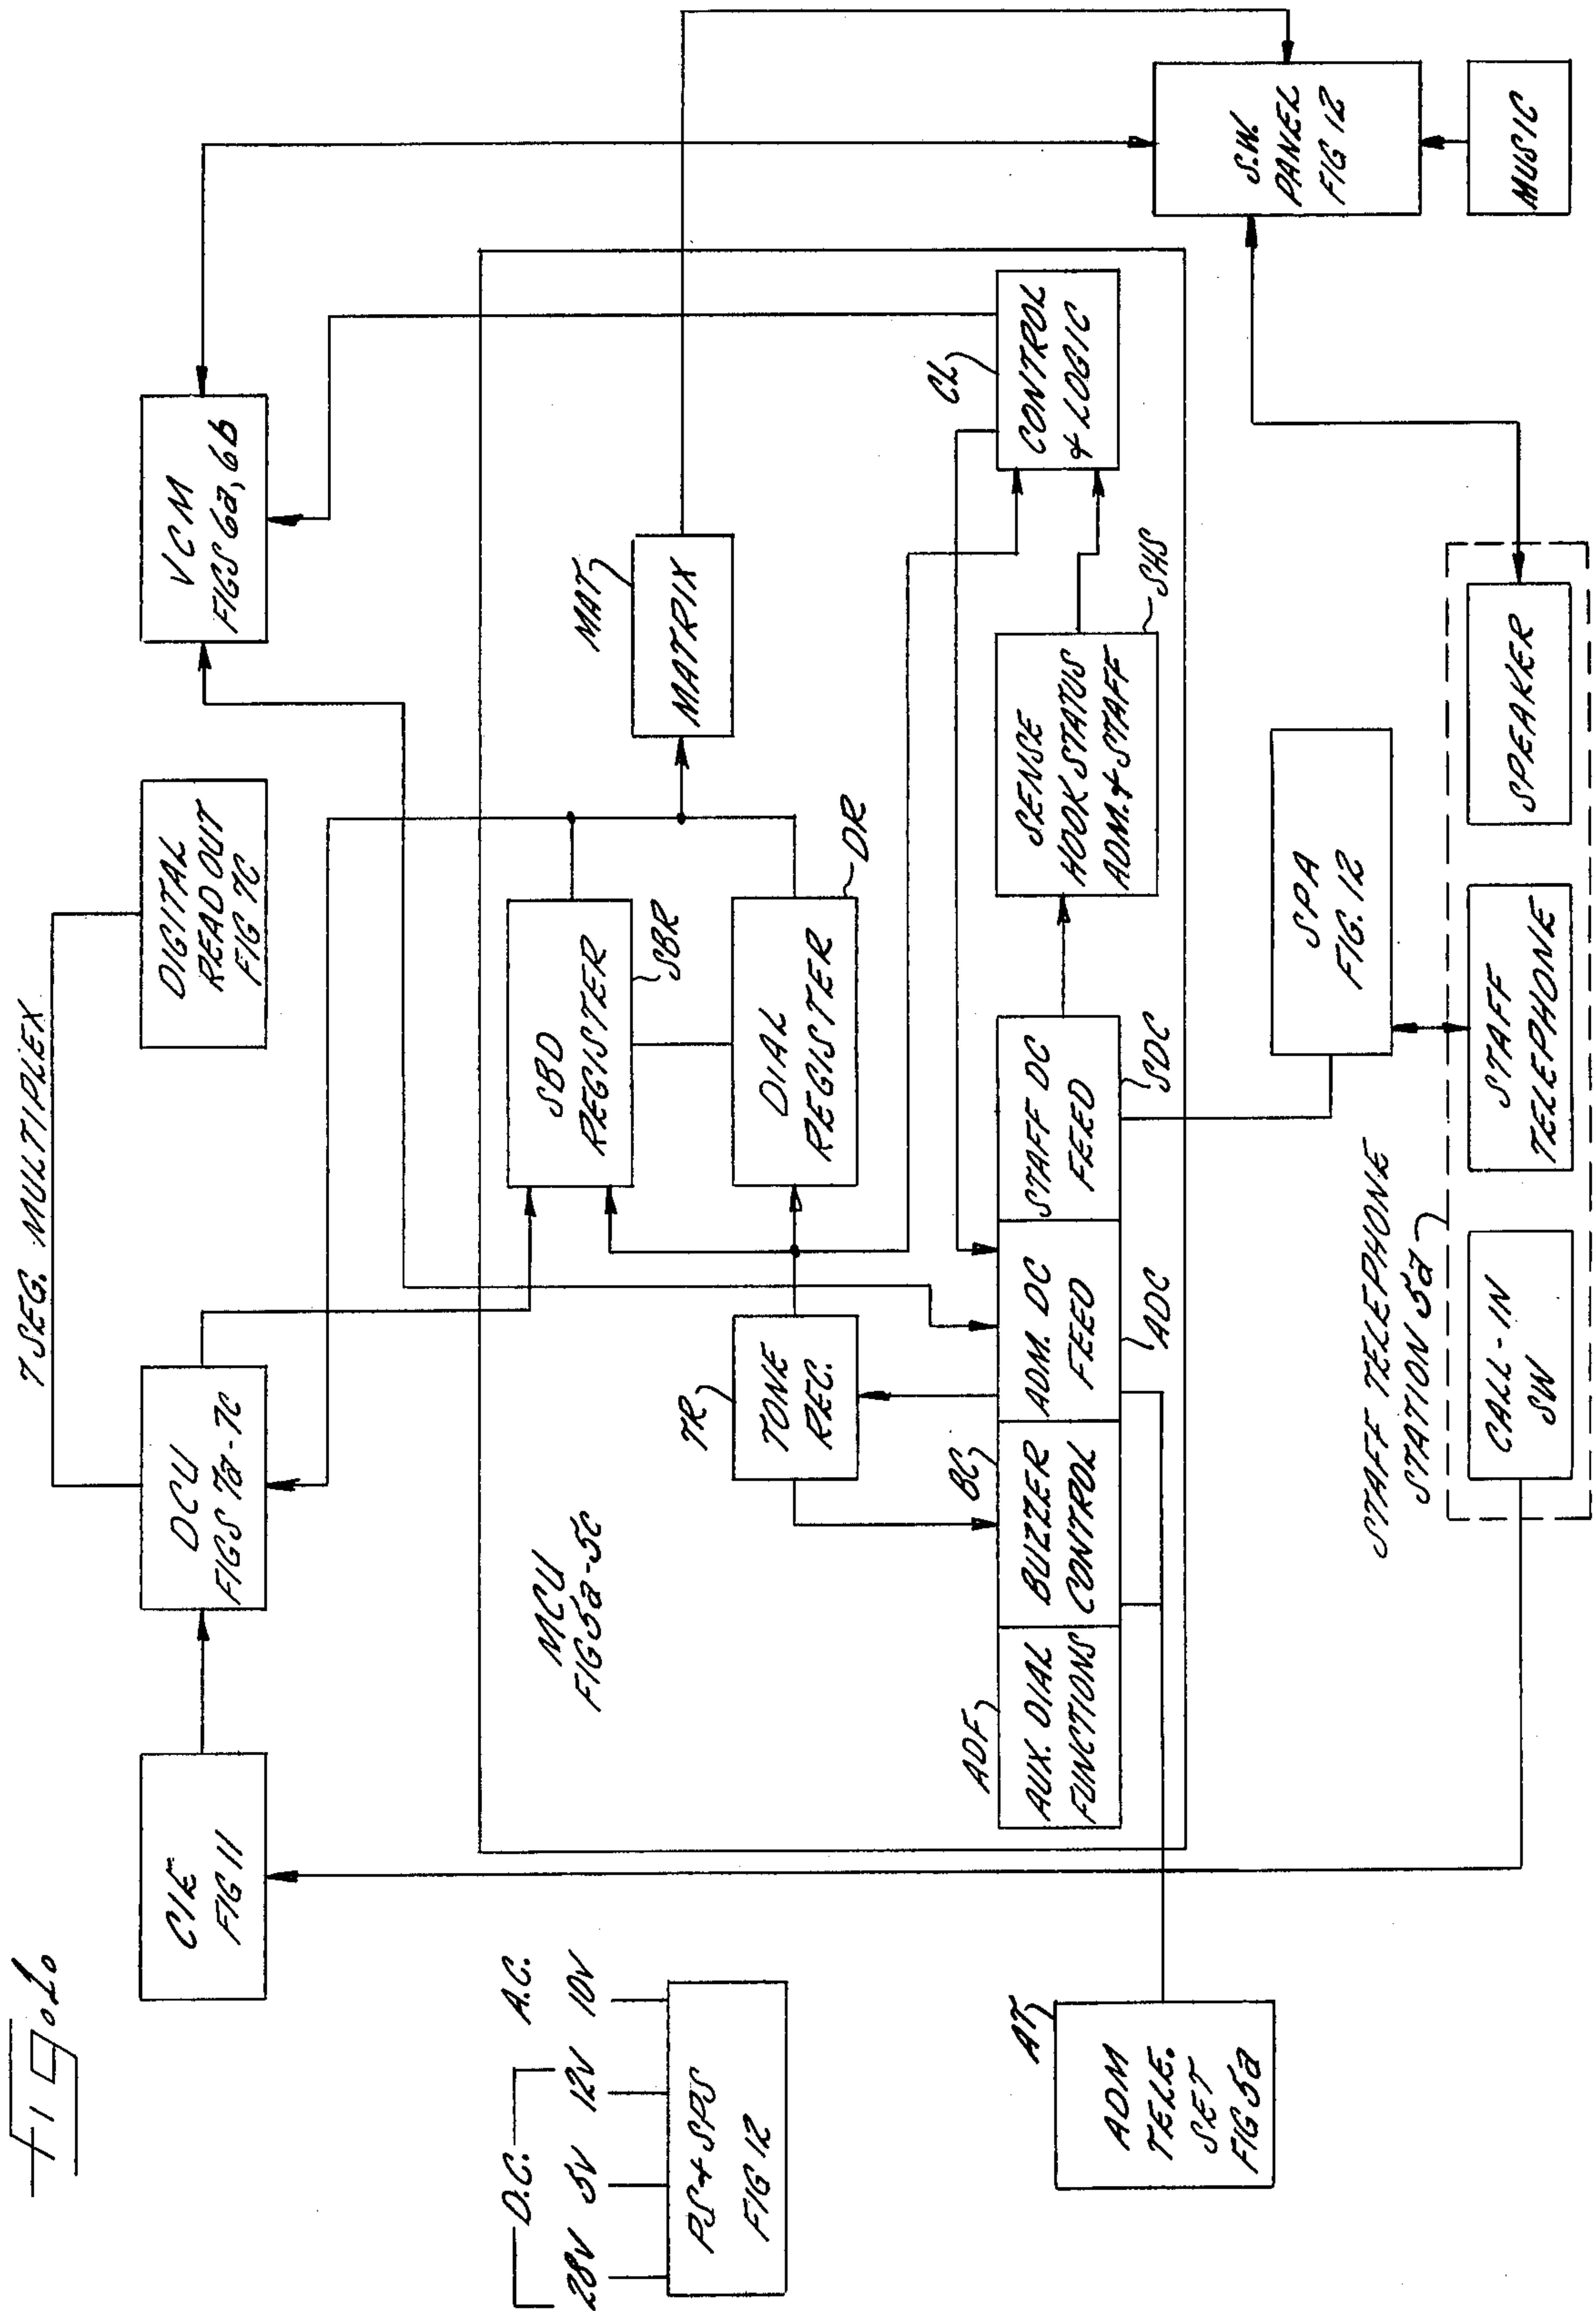 Fig. 1.
7 SEG. MULTIPLEX
CIE
FIG 11
DCU
FIGS 7a-7c
DIGITAL
READ OUT
FIG 7c
VCM
FIGS 6a, 6b
D.C.
A.C.
28V
5V
12V
10V
PS & SPS
FIG 12
MCU
FIG 5a-5c
SBD
REGISTER
SBR
MAT
MATRIX
TR
TONE
REC.
DIAL
REGISTER
DR
ADF
AUX. DIAL
FUNCTIONS
BC
BUZZER
CONTROL
ADM. DC
FEED
ADC
STAFF DC
FEED
SDC
SENSE
HOOK STATUS
ADM. & STAFF
SHS
CL
CONTROL
& LOGIC
AT
ADM
TELE.
SET
FIG 5a
SPA
FIG. 12
S.W.
PANEL
FIG 12
MUSIC
STAFF TELEPHONE
STATION 5a
CALL-IN
SW
STAFF
TELEPHONE
SPEAKER